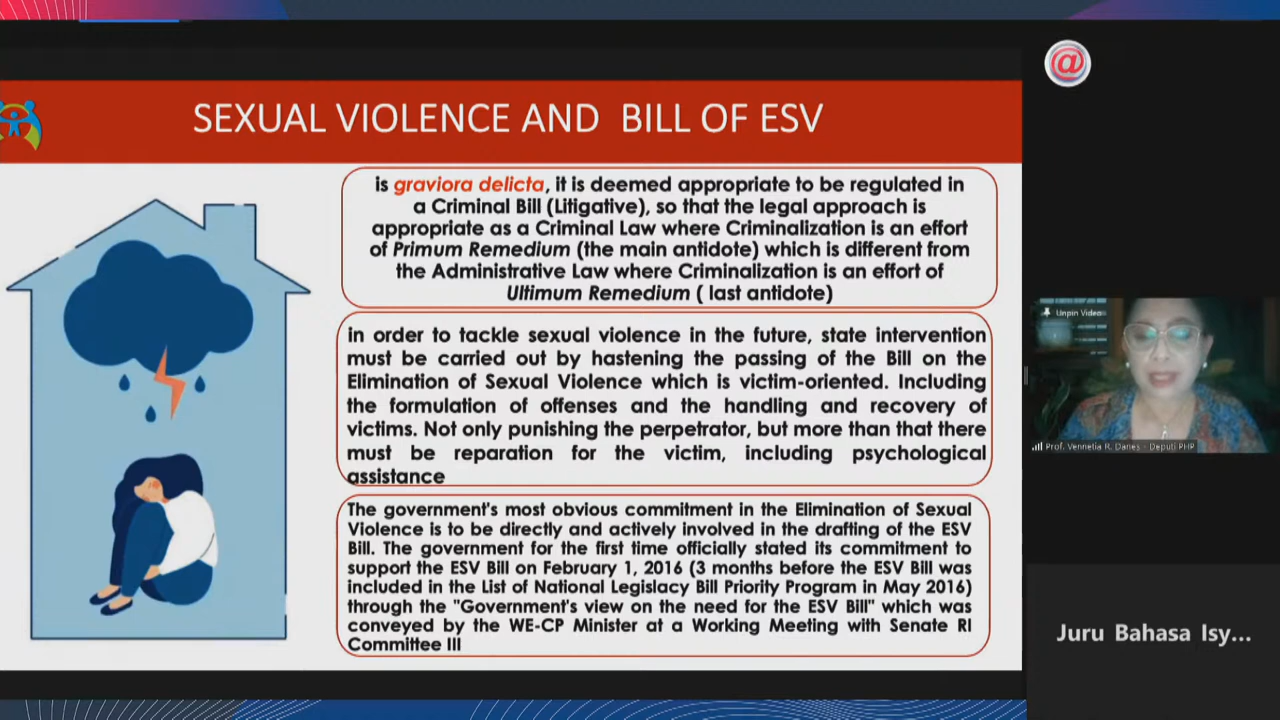 SEXUAL VIOLENCE AND BILL OF ESV
is graviora delicta, it is deemed appropriate to be regulated in
a Criminal Bill (Litigative), so that the legal approach is
appropriate as a Criminal Law where Criminalization is an effort
of Primum Remedium (the main antidote) which is different from
the Administrative Law where Criminalization is an effort of
Ultimum Remedium ( last antidote)
in order to tackle sexual violence in the future, state intervention
must be carried out by hastening the passing of the Bill on the
Elimination of Sexual Violence which is victim-oriented. Including
the formulation of offenses and the handling and recovery of
victims. Not only punishing the perpetrator, but more than that there
must be reparation for the victim, including psychological
assistance
The government's most obvious commitment in the Elimination of Sexual
Violence is to be directly and actively involved in the drafting of the ESV
Bill. The government for the first time officially stated its commitment to
support the ESV Bill on February 1, 2016 (3 months before the ESV Bill was
included in the List of National Legislacy Bill Priority Program in May 2016)
through the "Government's view on the need for the ESV Bill" which was
conveyed by the WE-CP Minister at a Working Meeting with Senate RI
Committee III
@
Unpin Video
Prof. Vennetia R. Danes - Deputi PHP
Juru Bahasa Isy...